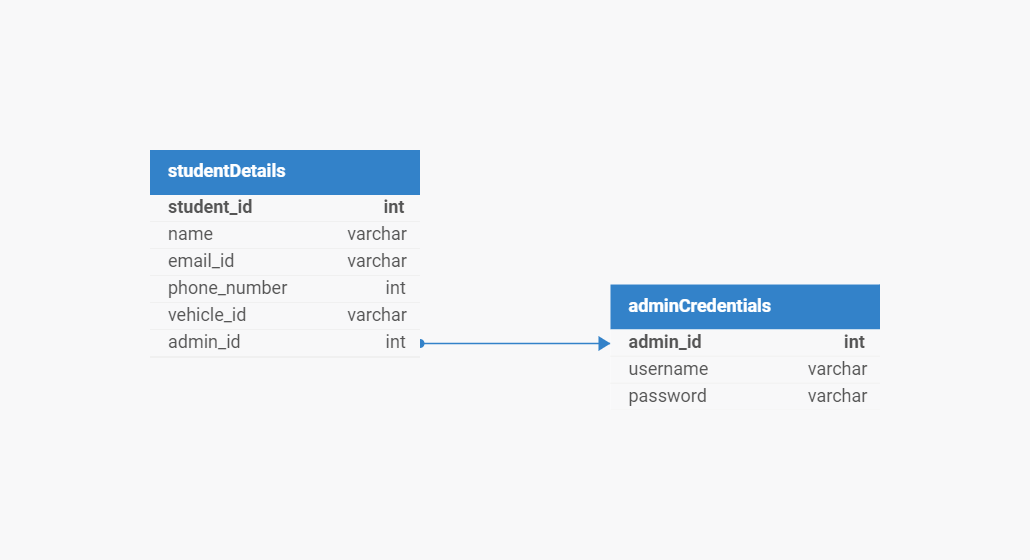 studentDetails
student_id int
name varchar
email_id varchar
phone_number int
vehicle_id varchar
admin_id int
adminCredentials
admin_id int
username varchar
password varchar